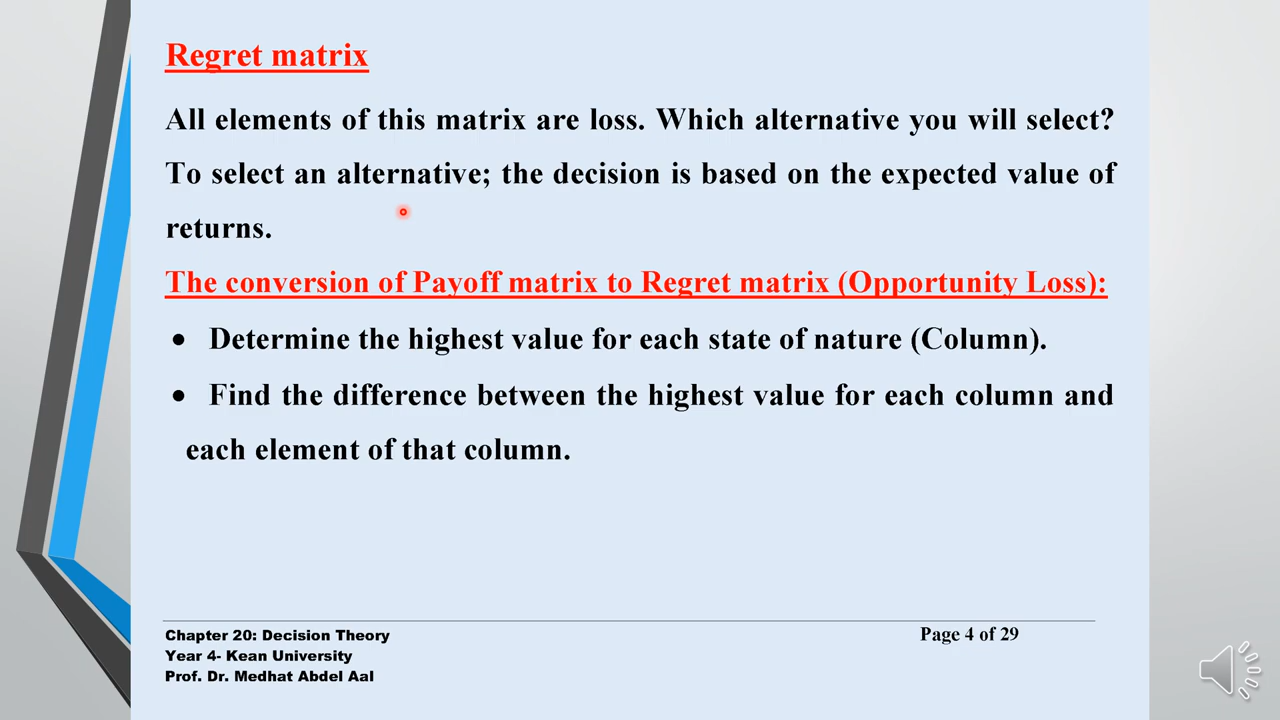 Regret matrix
All elements of this matrix are loss. Which alternative you will select?
To select an alternative; the decision is based on the expected value of
returns.
The conversion of Payoff matrix to Regret matrix (Opportunity Loss):
• Determine the highest value for each state of nature (Column).
• Find the difference between the highest value for each column and
each element of that column.
Chapter 20: Decision Theory
Page 4 of 29
Year 4- Kean University
Prof. Dr. Medhat Abdel Aal